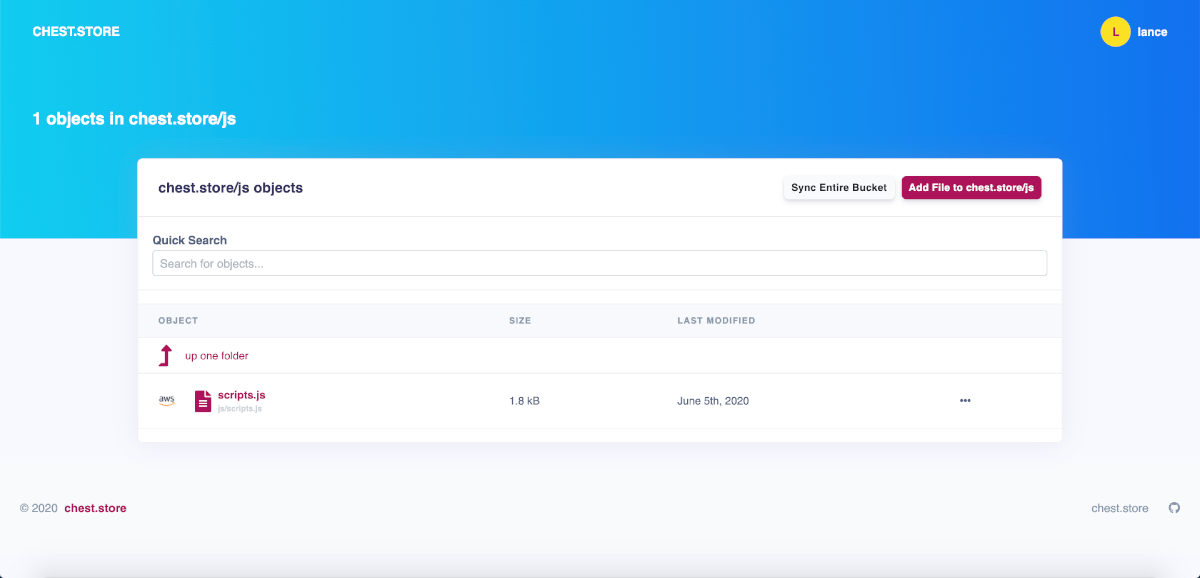 CHEST.STORE
L lance
1 objects in chest.store/js
chest.store/js objects
Sync Entire Bucket
Add File to chest.store/js
Quick Search
Search for objects...
OBJECT SIZE LAST MODIFIED
up one folder
aws scripts.js 1.8 kB June 5th, 2020
js/scripts.js
© 2020 chest.store
chest.store